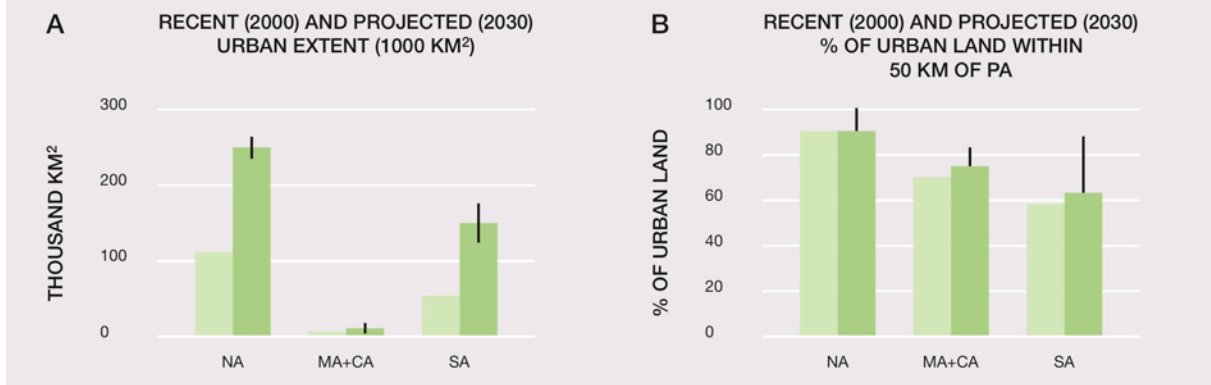 A
RECENT (2000) AND PROJECTED (2030)
URBAN EXTENT (1000 KM²)
THOUSAND KM²
300
200
100
0
NA
MA+CA
SA
B
RECENT (2000) AND PROJECTED (2030)
% OF URBAN LAND WITHIN
50 KM OF PA
% OF URBAN LAND
100
80
60
40
20
0
NA
MA+CA
SA